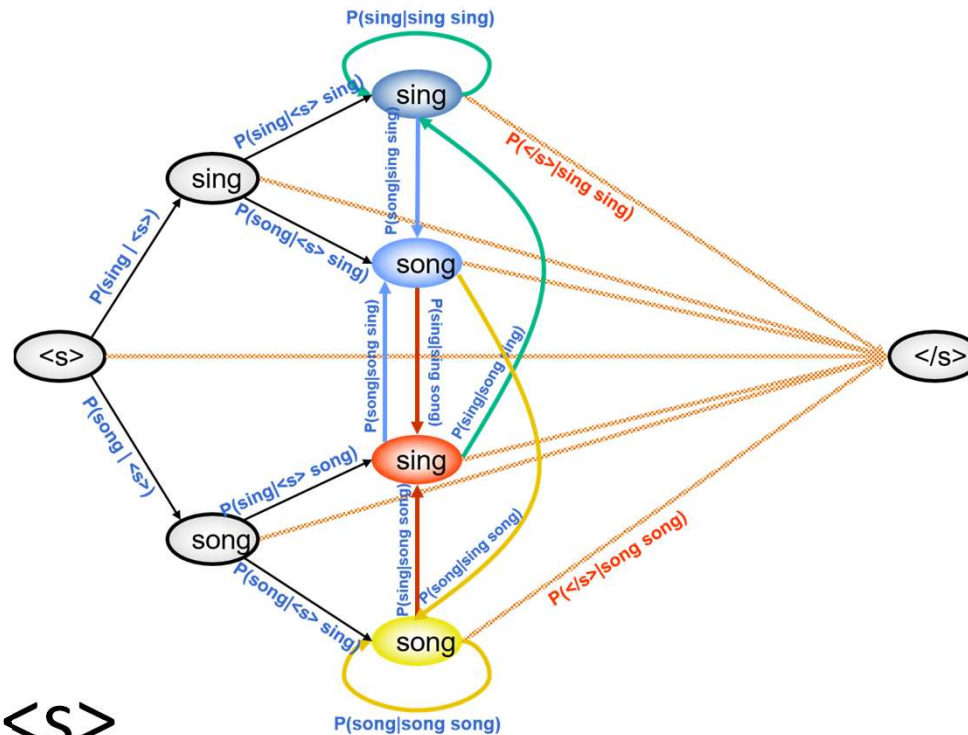 P(sing|sing sing)
sing
P(sing|<s> sing)
P(song|sing sing)
P(</s>|sing sing)
sing
P(song|<s> sing)
P(sing | <s>)
song
P(song|song sing)
P(sing|sing song)
P(sing|song sing)
<s>
</s>
P(song | <s>)
P(sing|<s> song)
sing
song
P(sing|song song)
P(song|sing song)
P(</s>|song song)
P(song|<s> sing)
song
P(song|song song)
<s>